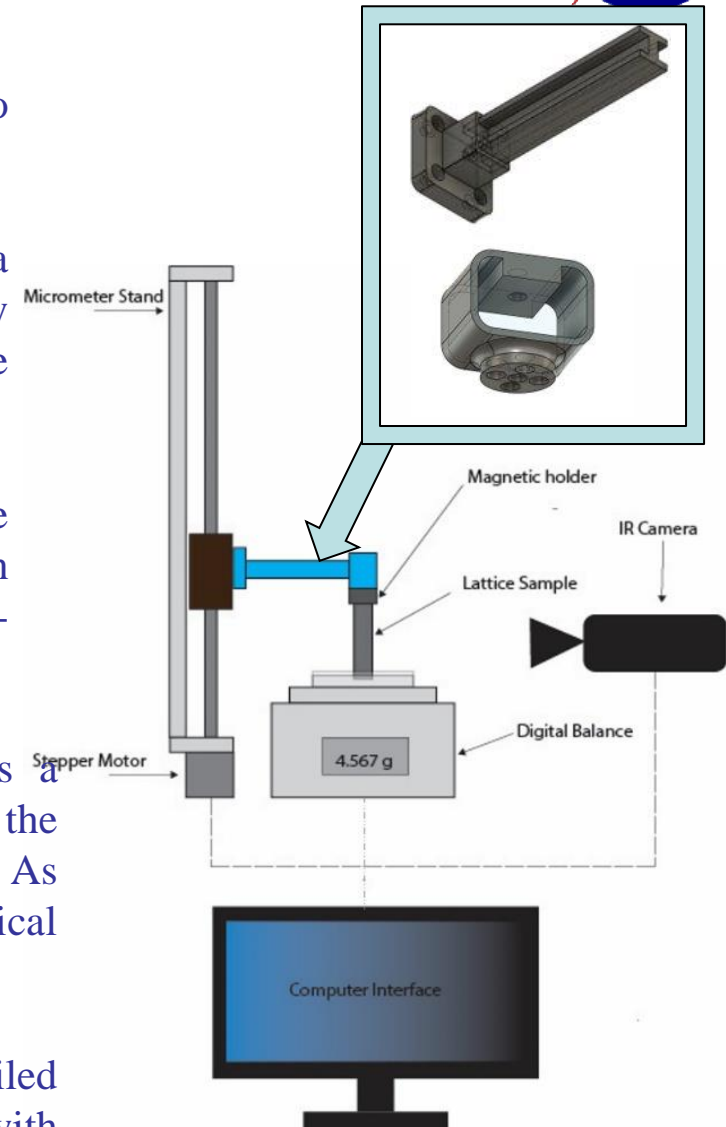 o
a
y
e
e
n
-
s a
the
As
ical
iled
with
Micrometer Stand
Magnetic holder
IR Camera
Lattice Sample
Digital Balance
4.567 g
Stepper Motor
Computer Interface